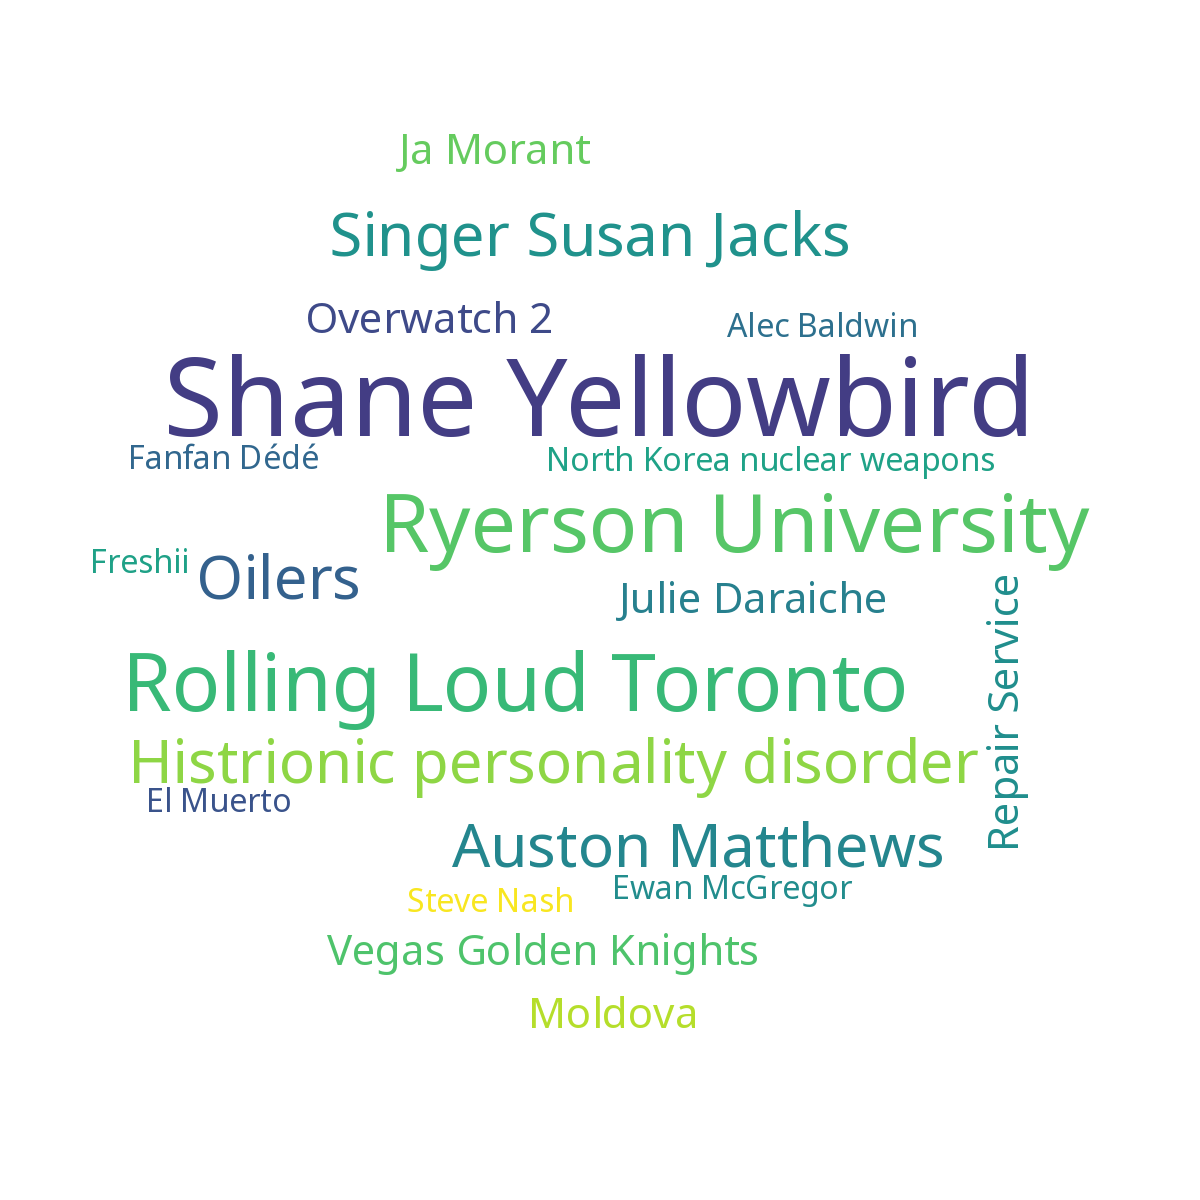 Ja Morant
Singer Susan Jacks
Overwatch 2
Alec Baldwin
Shane Yellowbird
Fanfan Dédé
North Korea nuclear weapons
Ryerson University
Freshii
Oilers
Julie Daraiche
Repair Service
Rolling Loud Toronto
Histrionic personality disorder
El Muerto
Auston Matthews
Ewan McGregor
Steve Nash
Vegas Golden Knights
Moldova